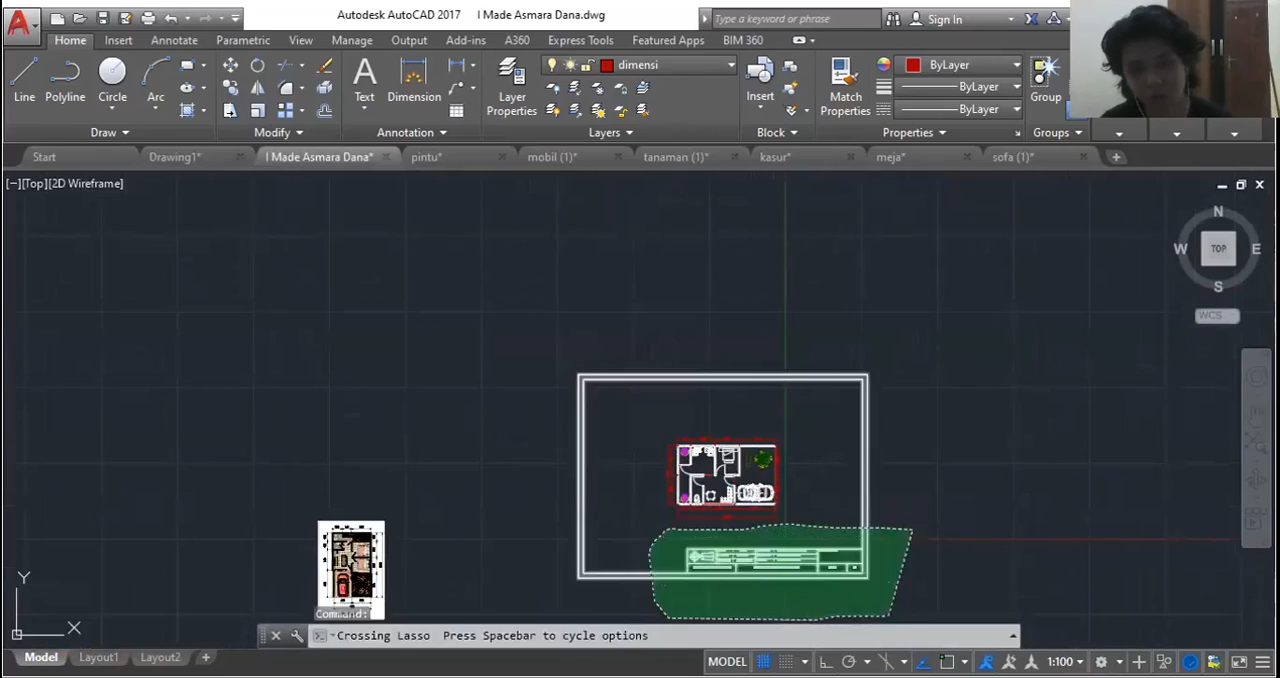 Autodesk AutoCAD 2017 I Made Asmara Dana.dwg
Type a keyword or phrase
Sign In
Home Insert Annotate Parametric View Manage Output Add-ins A360 Express Tools Featured Apps BIM 360
dimensi
ByLayer
ByLayer
ByLayer
Line Polyline Circle Arc
Text Dimension
Layer Properties
Insert
Match Properties
Group
Draw
Modify
Annotation
Layers
Block
Properties
Groups
Start Drawing1* I Made Asmara Dana* pintu* mobil (1)* tanaman (1)* kasur* meja* sofa (1)*
[−][Top][2D Wireframe]
N
W TOP E
S
WCS
Y
X
Command:
Crossing Lasso Press Spacebar to cycle options
Model Layout1 Layout2 +
MODEL
1:100